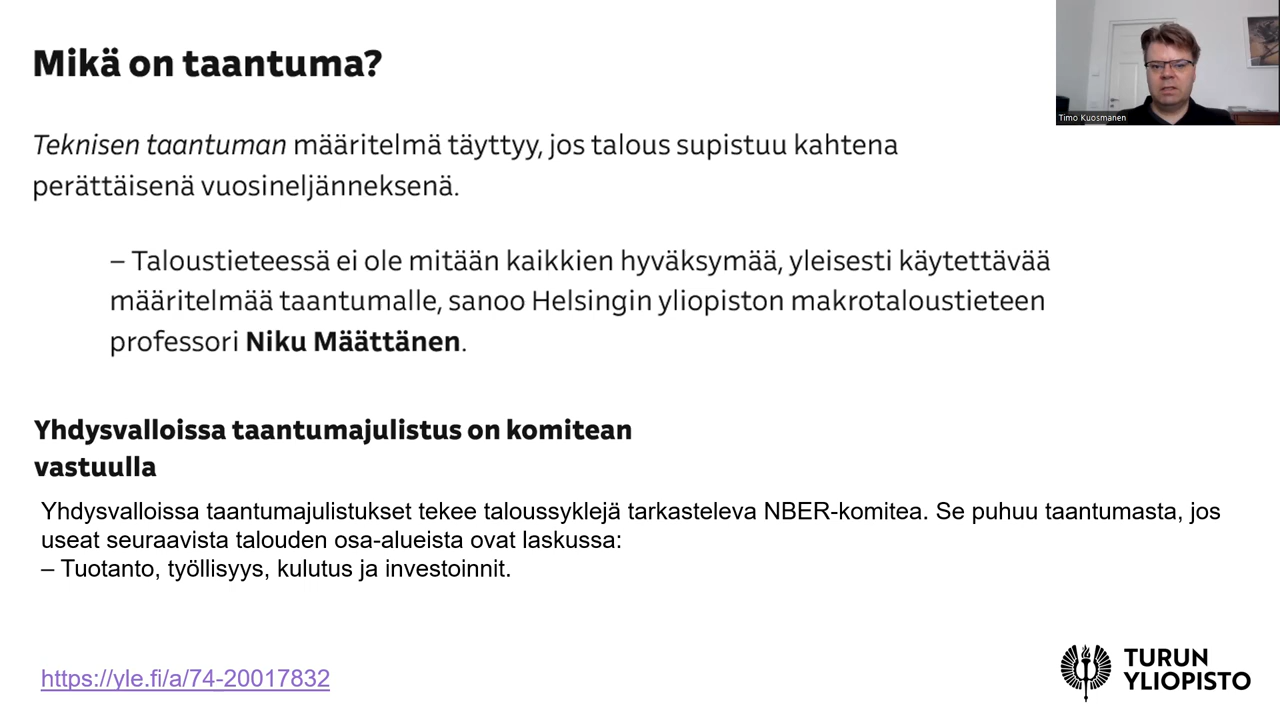 Mikä on taantuma?
Timo Kuosmanen
Teknisen taantuman määritelmä täyttyy, jos talous supistuu kahtena
perättäisenä vuosineljänneksenä.
– Taloustieteessä ei ole mitään kaikkien hyväksymää, yleisesti käytettävää
määritelmää taantumalle, sanoo Helsingin yliopiston makrotaloustieteen
professori Niku Määttänen.
Yhdysvalloissa taantumajulistus on komitean
vastuulla
Yhdysvalloissa taantumajulistukset tekee taloussyklejä tarkasteleva NBER-komitea. Se puhuu taantumasta, jos
useat seuraavista talouden osa-alueista ovat laskussa:
– Tuotanto, työllisyys, kulutus ja investoinnit.
https://yle.fi/a/74-20017832
TURUN
YLIOPISTO